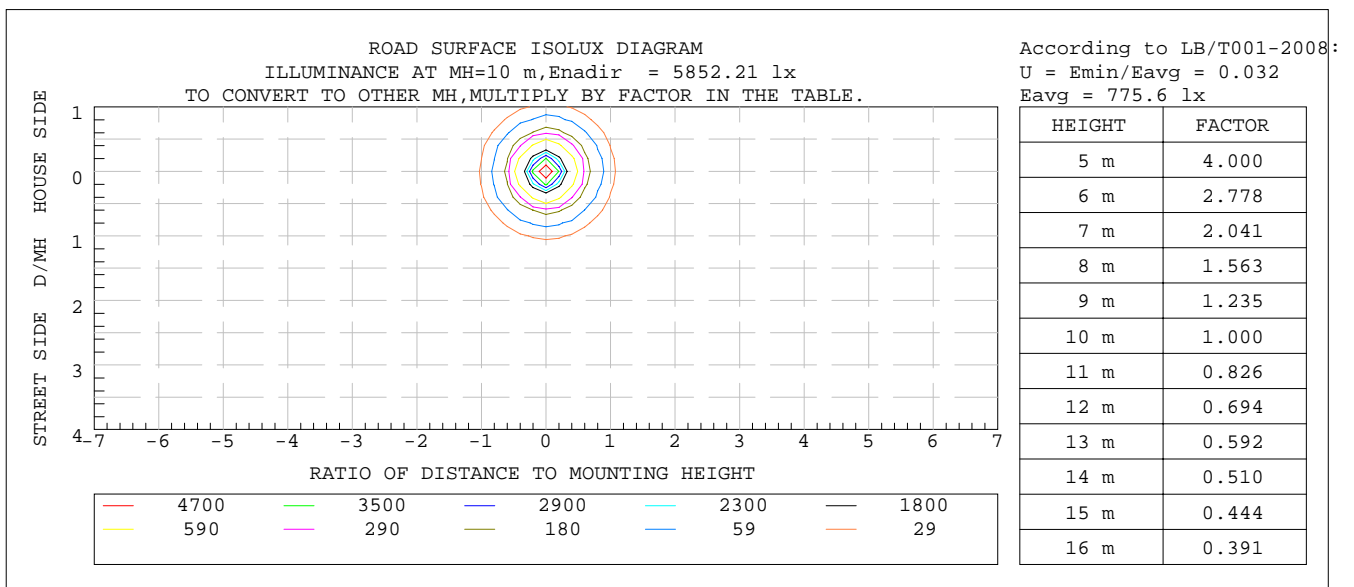 ROAD SURFACE ISOLUX DIAGRAM
ILLUMINANCE AT MH=10 m,Enadir = 5852.21 lx
TO CONVERT TO OTHER MH,MULTIPLY BY FACTOR IN THE TABLE.
STREET SIDE D/MH HOUSE SIDE
1
0
1
2
3
4
-7 -6 -5 -4 -3 -2 -1 0 1 2 3 4 5 6 7
RATIO OF DISTANCE TO MOUNTING HEIGHT
4700 3500 2900 2300 1800
590 290 180 59 29
According to LB/T001-2008:
U = Emin/Eavg = 0.032
Eavg = 775.6 lx
HEIGHT FACTOR
5 m 4.000
6 m 2.778
7 m 2.041
8 m 1.563
9 m 1.235
10 m 1.000
11 m 0.826
12 m 0.694
13 m 0.592
14 m 0.510
15 m 0.444
16 m 0.391